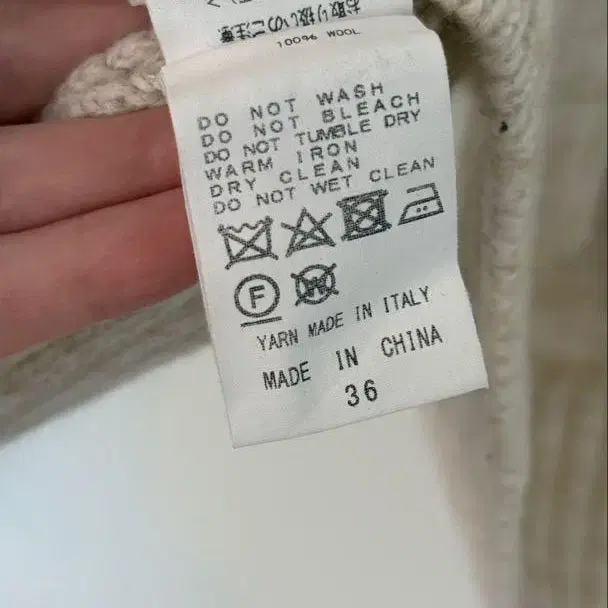 100% WOOL
DO NOT WASH
DO NOT BLEACH
DO NOT TUMBLE DRY
WARM IRON
DRY CLEAN
DO NOT WET CLEAN
F
W
YARN MADE IN ITALY
MADE IN CHINA
36